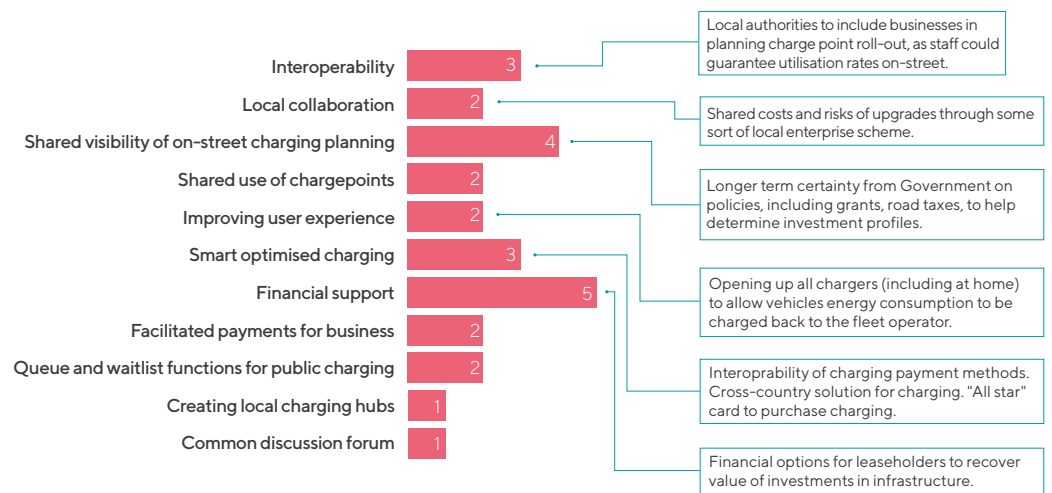 Interoperability 3
Local collaboration 2
Shared visibility of on-street charging planning 4
Shared use of chargepoints 2
Improving user experience 2
Smart optimised charging 3
Financial support 5
Facilitated payments for business 2
Queue and waitlist functions for public charging 2
Creating local charging hubs 1
Common discussion forum 1
Local authorities to include businesses in
planning charge point roll-out, as staff could
guarantee utilisation rates on-street.
Shared costs and risks of upgrades through some
sort of local enterprise scheme.
Longer term certainty from Government on
policies, including grants, road taxes, to help
determine investment profiles.
Opening up all chargers (including at home)
to allow vehicles energy consumption to be
charged back to the fleet operator.
Interoprability of charging payment methods.
Cross-country solution for charging. "All star"
card to purchase charging.
Financial options for leaseholders to recover
value of investments in infrastructure.